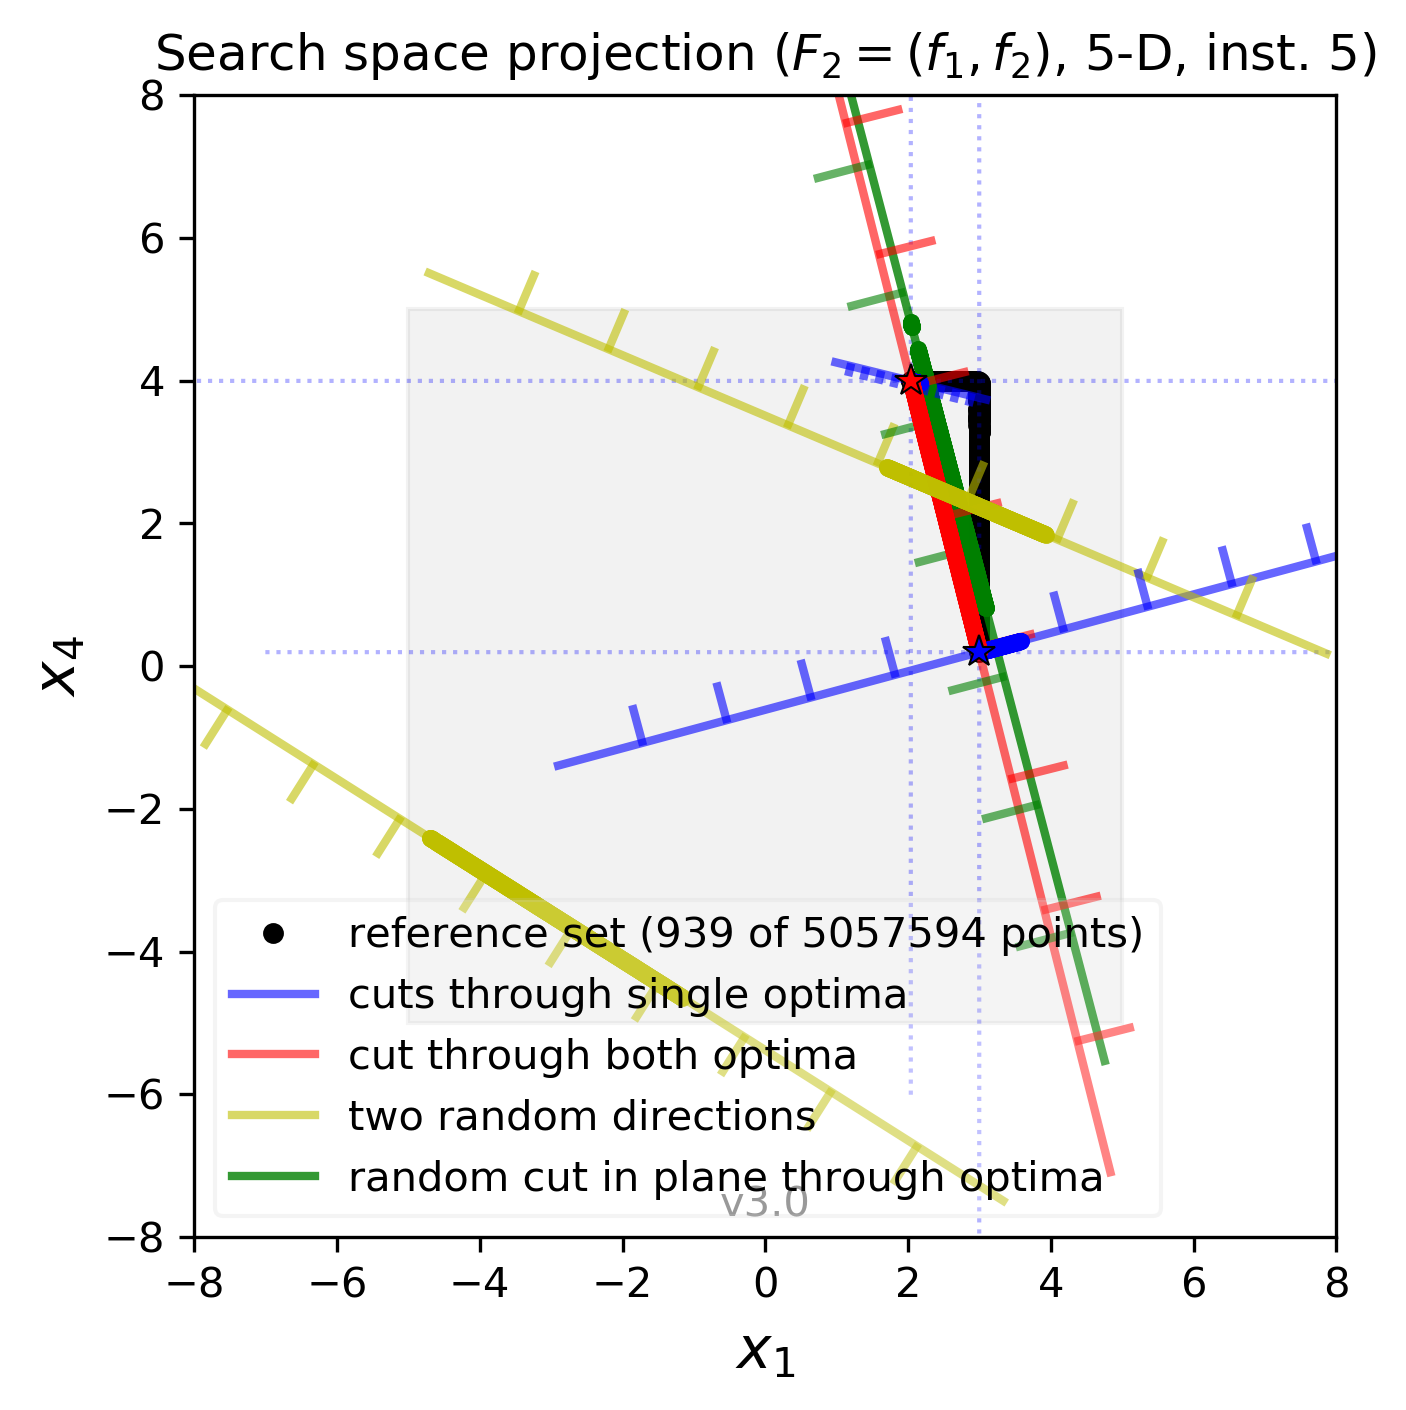 Search space projection (F₂ = (f₁, f₂), 5-D, inst. 5)
8
6
4
2
0
−2
−4
−6
−8
x₄
reference set (939 of 5057594 points)
cuts through single optima
cut through both optima
two random directions
random cut in plane through optima
v3.0
−8 −6 −4 −2 0 2 4 6 8
x₁